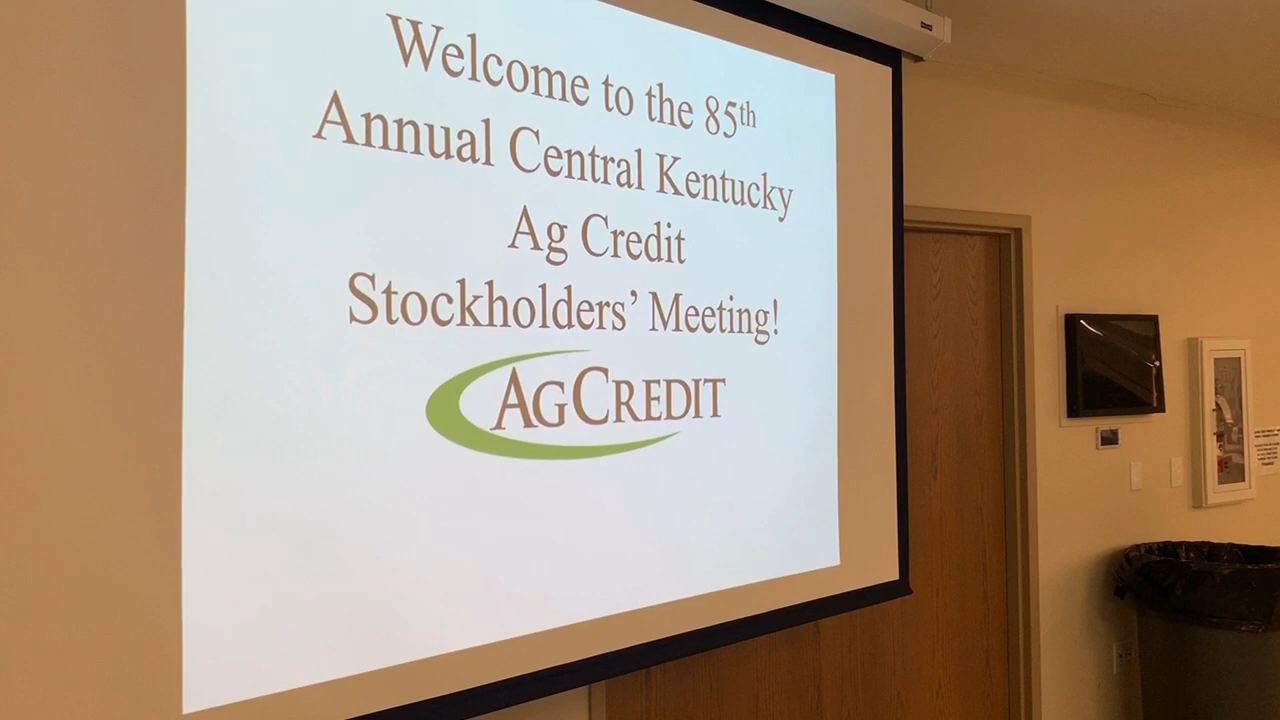 Welcome to the 85th
Annual Central Kentucky
Ag Credit
Stockholders’ Meeting!
AGCREDIT